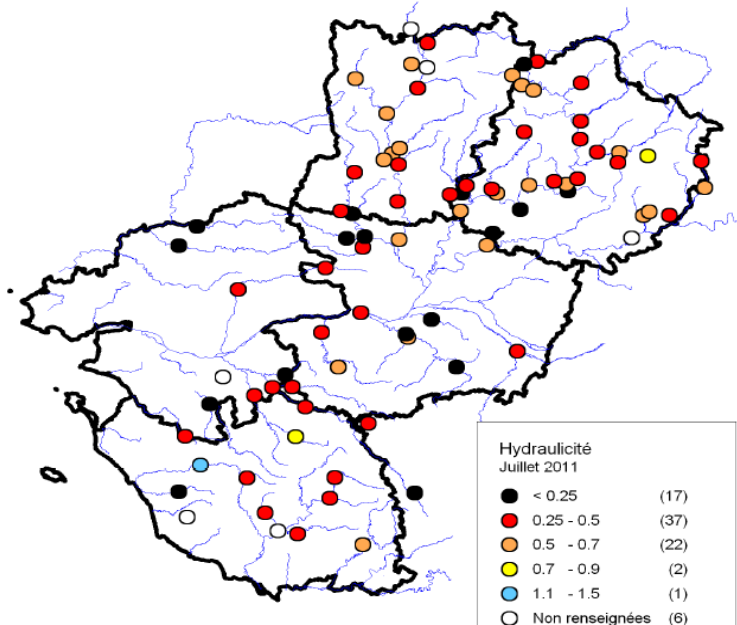 Hydraulicité
Juillet 2011
< 0.25 (17)
0.25 - 0.5 (37)
0.5 - 0.7 (22)
0.7 - 0.9 (2)
1.1 - 1.5 (1)
Non renseignées (6)